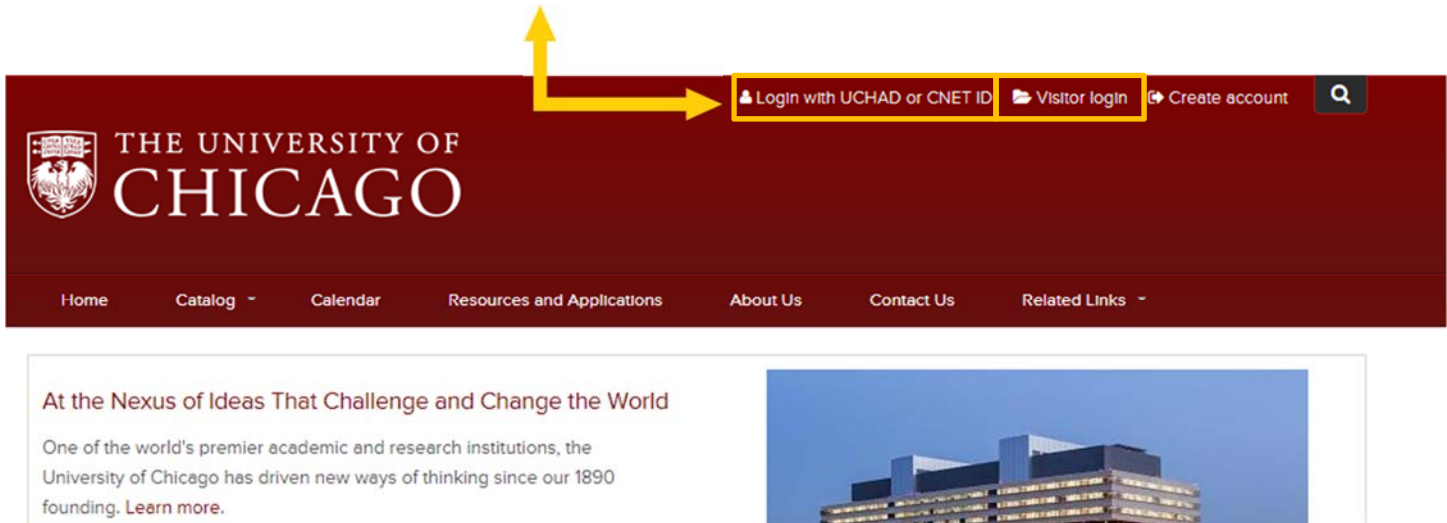 Login with UCHAD or CNET ID Visitor login Create account
THE UNIVERSITY OF
CHICAGO
Home Catalog Calendar Resources and Applications About Us Contact Us Related Links
At the Nexus of Ideas That Challenge and Change the World
One of the world's premier academic and research institutions, the
University of Chicago has driven new ways of thinking since our 1890
founding. Learn more.